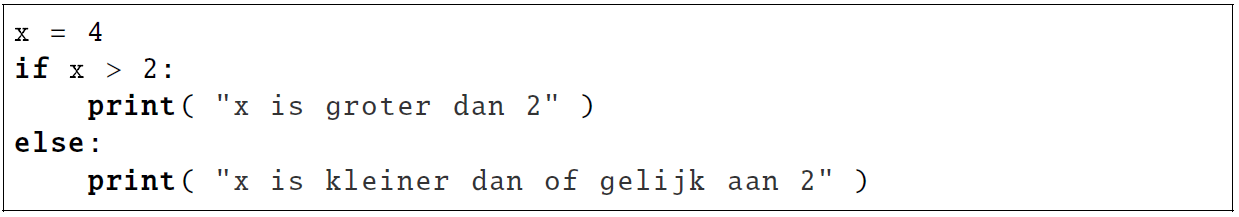 x = 4
if x > 2:
    print( "x is groter dan 2" )
else:
    print( "x is kleiner dan of gelijk aan 2" )